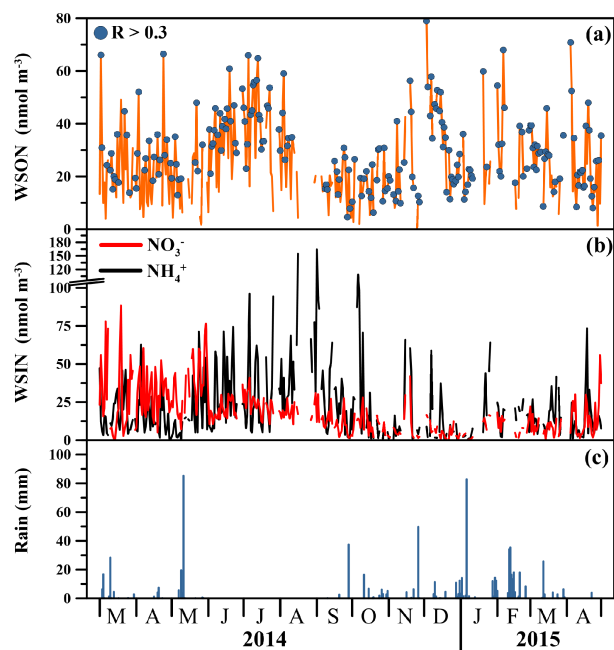 80
R > 0.3
(a)
60
40
20
0
WSON (nmol m⁻³)
180
150
120
100
75
50
25
0
NO₃⁻
NH₄⁺
(b)
WSIN (nmol m⁻³)
100
80
60
40
20
0
(c)
Rain (mm)
M A M J J A S O N D J F M A
2014 2015